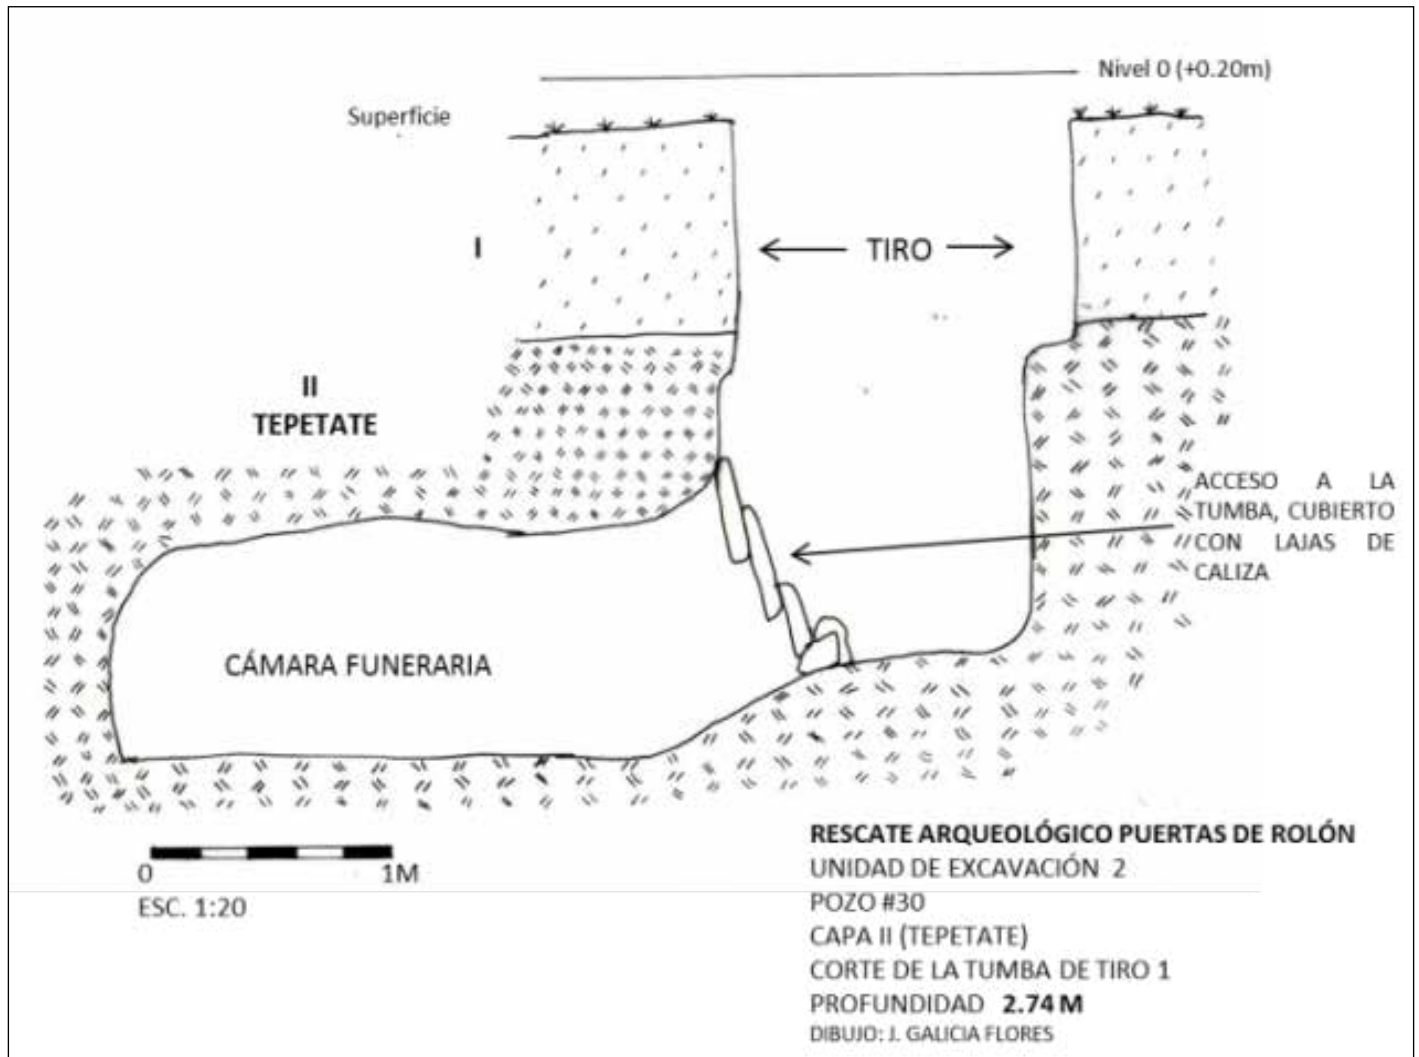 Nivel 0 (+0.20m)
Superficie
I
TIRO
II
TEPETATE
ACCESO A LA
TUMBA, CUBIERTO
CON LAJAS DE
CALIZA
CÁMARA FUNERARIA
0 1M
ESC. 1:20
RESCATE ARQUEOLÓGICO PUERTAS DE ROLÓN
UNIDAD DE EXCAVACIÓN 2
POZO #30
CAPA II (TEPETATE)
CORTE DE LA TUMBA DE TIRO 1
PROFUNDIDAD 2.74 M
DIBUJO: J. GALICIA FLORES